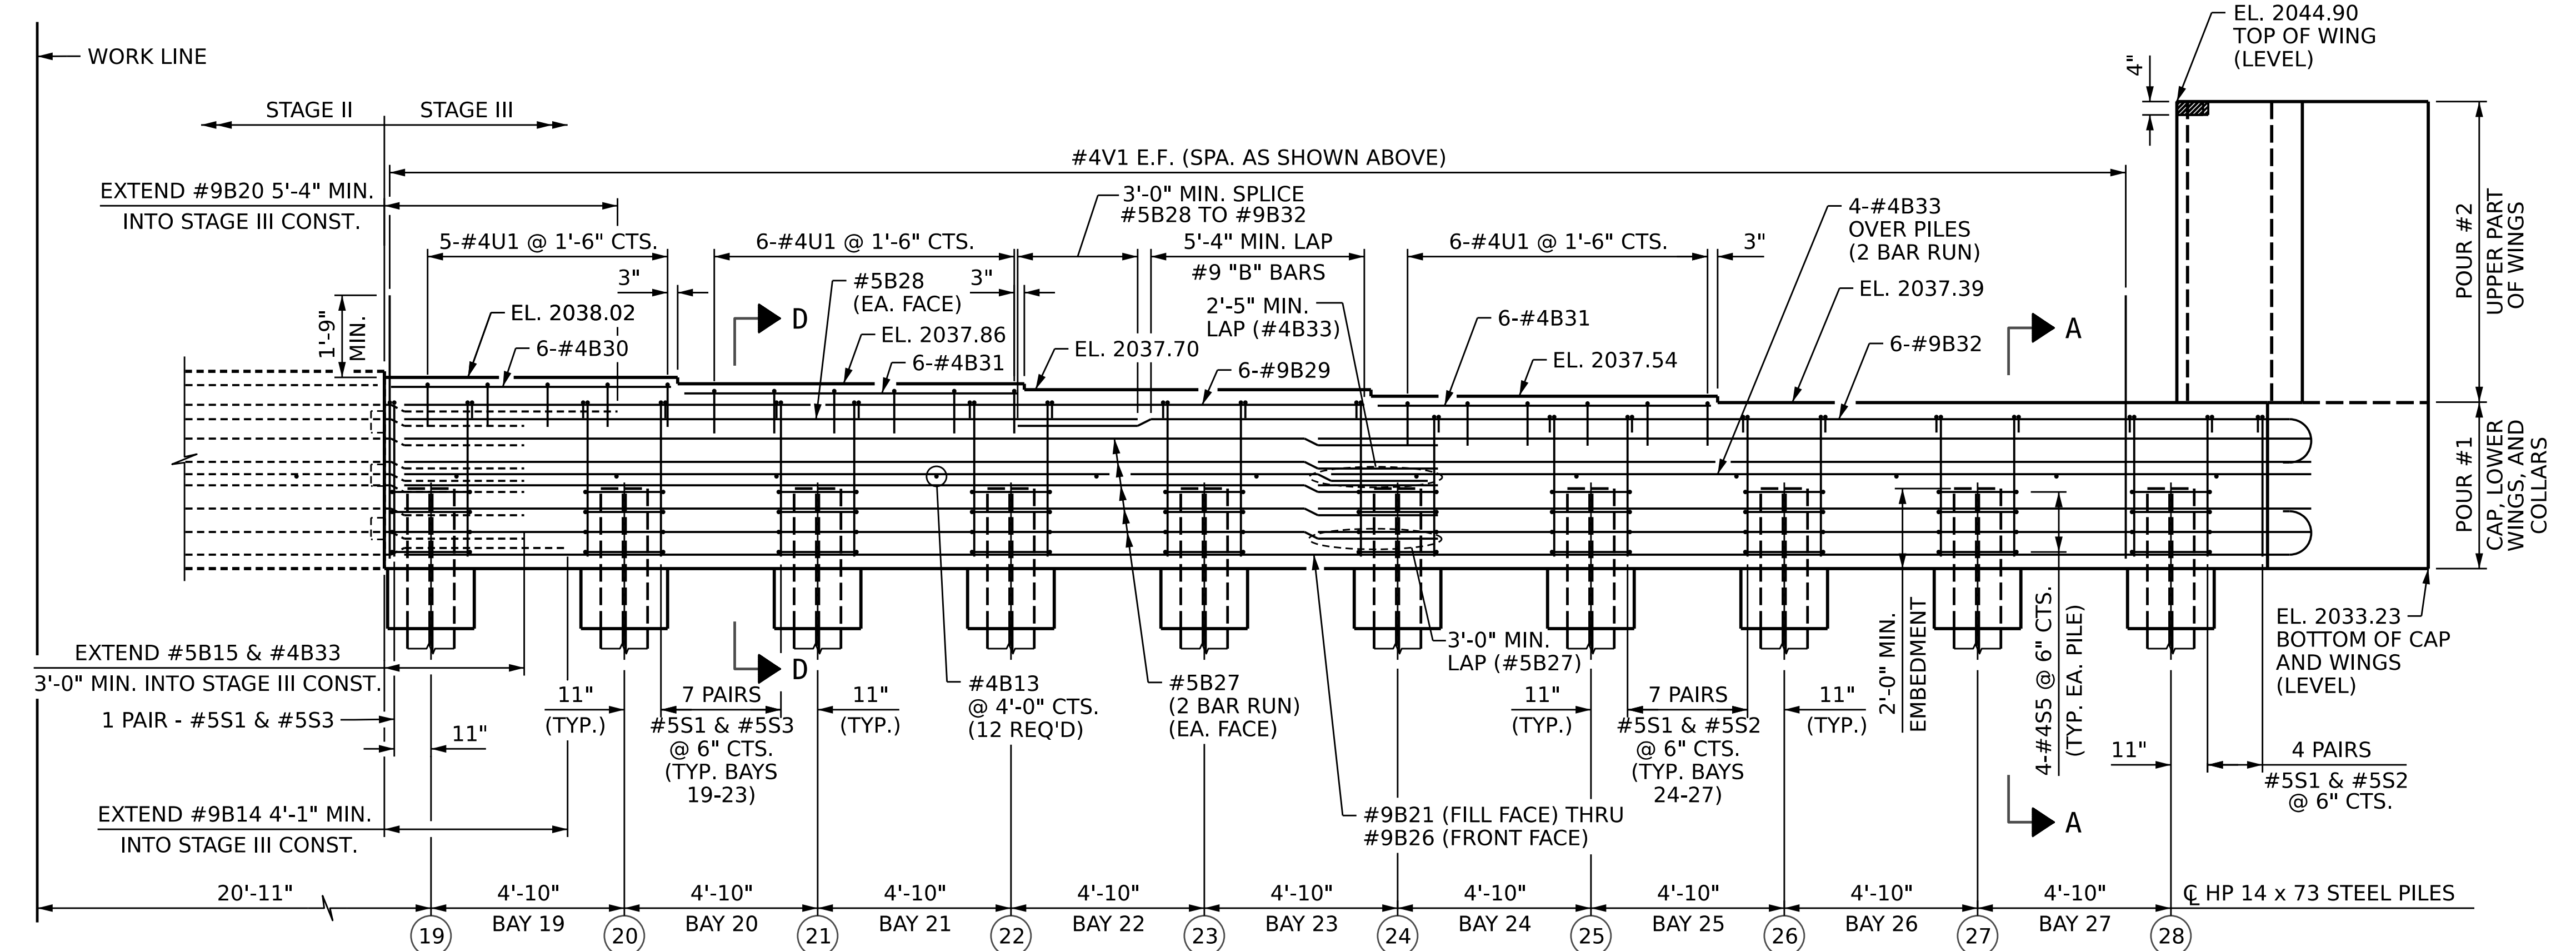 WORK LINE
STAGE II
STAGE III
EL. 2044.90
TOP OF WING
(LEVEL)
4"
#4V1 E.F. (SPA. AS SHOWN ABOVE)
EXTEND #9B20 5'-4" MIN.
INTO STAGE III CONST.
3'-0" MIN. SPLICE
#5B28 TO #9B32
4-#4B33
OVER PILES
(2 BAR RUN)
5-#4U1 @ 1'-6" CTS.
6-#4U1 @ 1'-6" CTS.
5'-4" MIN. LAP
#9 "B" BARS
6-#4U1 @ 1'-6" CTS.
3"
3"
#5B28
(EA. FACE)
3"
2'-5" MIN.
LAP (#4B33)
EL. 2037.39
1'-9"
MIN.
EL. 2038.02
6-#4B30
D
EL. 2037.86
6-#4B31
EL. 2037.70
6-#9B29
6-#4B31
EL. 2037.54
6-#9B32
A
POUR #2
UPPER PART
OF WINGS
POUR #1
CAP, LOWER
WINGS, AND
COLLARS
EXTEND #5B15 & #4B33
3'-0" MIN. INTO STAGE III CONST.
1 PAIR - #5S1 & #5S3
11"
11"
(TYP.)
7 PAIRS
#5S1 & #5S3
@ 6" CTS.
(TYP. BAYS
19-23)
D
11"
(TYP.)
#4B13
@ 4'-0" CTS.
(12 REQ'D)
#5B27
(2 BAR RUN)
(EA. FACE)
3'-0" MIN.
LAP (#5B27)
11"
(TYP.)
7 PAIRS
#5S1 & #5S2
@ 6" CTS.
(TYP. BAYS
24-27)
11"
(TYP.)
2'-0" MIN.
EMBEDMENT
4-#4S5 @ 6" CTS.
(TYP. EA. PILE)
EL. 2033.23
BOTTOM OF CAP
AND WINGS
(LEVEL)
11"
4 PAIRS
#5S1 & #5S2
@ 6" CTS.
EXTEND #9B14 4'-1" MIN.
INTO STAGE III CONST.
#9B21 (FILL FACE) THRU
#9B26 (FRONT FACE)
A
20'-11" 4'-10" 4'-10" 4'-10" 4'-10" 4'-10" 4'-10" 4'-10" 4'-10" 4'-10" ℄ HP 14 x 73 STEEL PILES
BAY 19 BAY 20 BAY 21 BAY 22 BAY 23 BAY 24 BAY 25 BAY 26 BAY 27
19 20 21 22 23 24 25 26 27 28